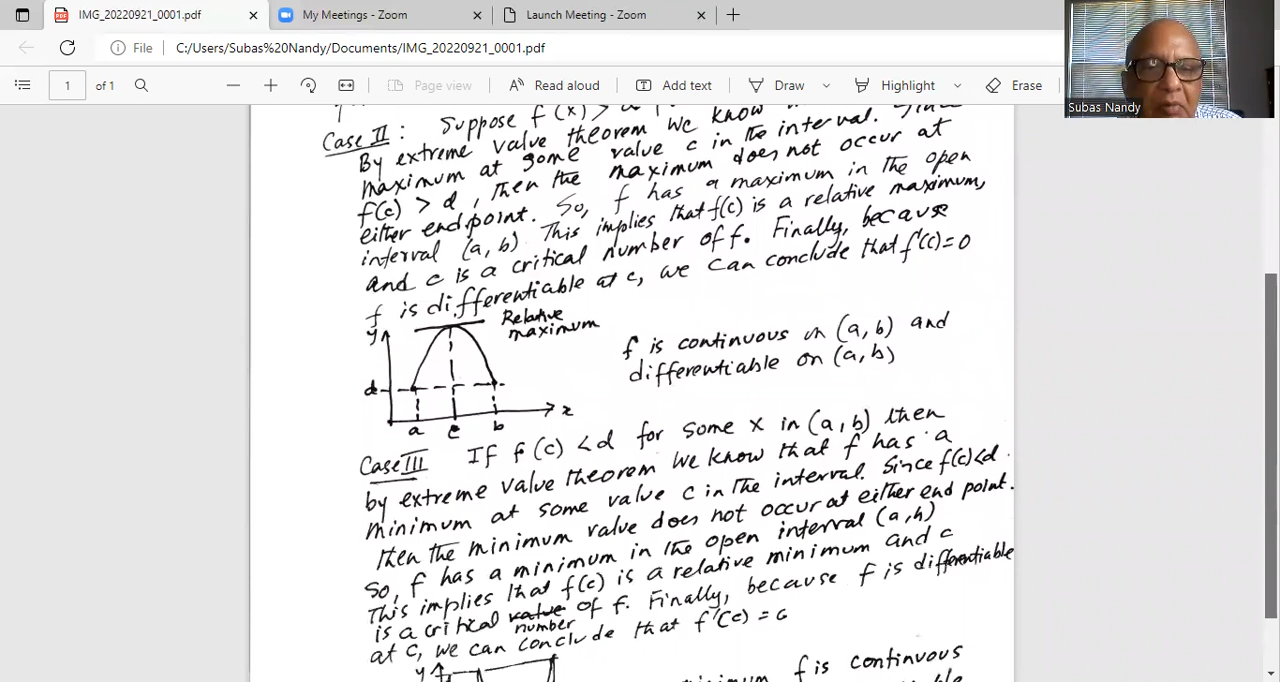 IMG_20220921_0001.pdf
My Meetings - Zoom
Launch Meeting - Zoom
File
C:/Users/Subas%20Nandy/Documents/IMG_20220921_0001.pdf
1 of 1
Page view
Read aloud
Add text
Draw
Highlight
Erase
Subas Nandy
Case II : Suppose f (x) >
By extreme value theorem we know
maximum at some value c in the interval. Since
f(c) > d , Then the maximum does not occur at
either endpoint. So, f has a maximum in the open
interval (a, b) This implies that f(c) is a relative maximum,
and c is a critical number of f. Finally, because
f is differentiable at c, we can conclude that f'(c)=0
Relative
maximum
y
d
a c b x
f is continuous on (a, b) and
differentiable on (a, b)
Case III If f (c) <d for some x in (a, b) then
by extreme value theorem we know that f has a
minimum at some value c in the interval. Since f(c)<d.
Then the minimum value does not occur at either end point.
So, f has a minimum in the open interval (a, b)
This implies that f(c) is a relative minimum and c
is a critical value of f. Finally, because f is differentiable
number
at c, we can conclude that f'(c) = 0
y
minimum
f is continuous